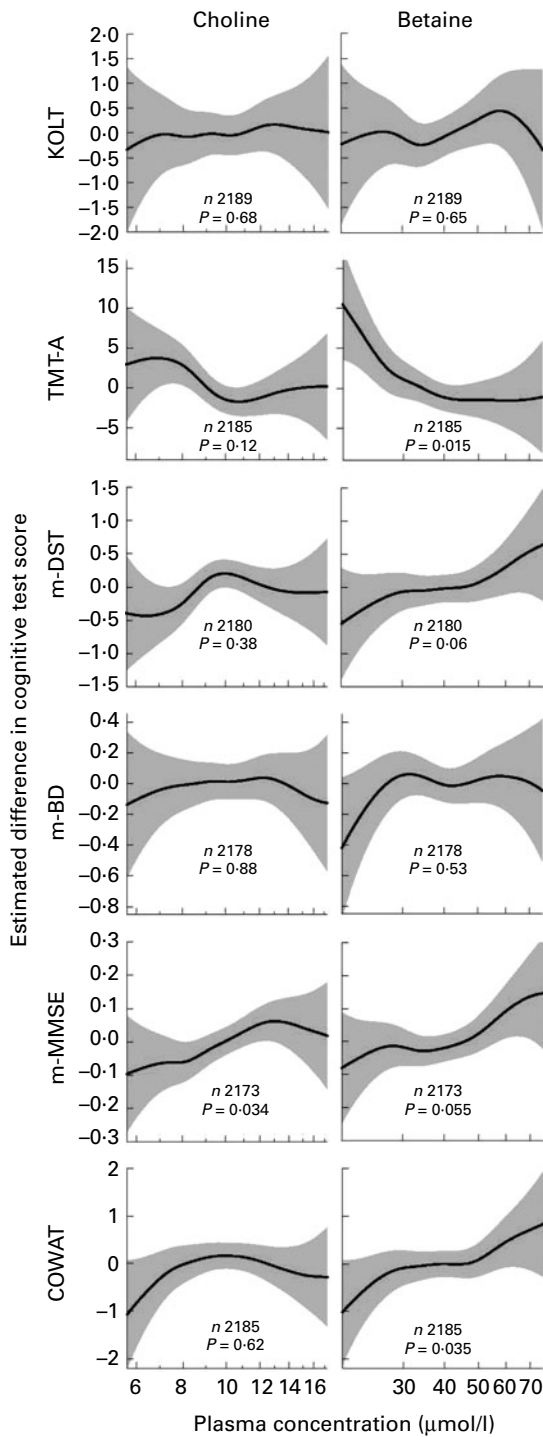 Choline Betaine
Estimated difference in cognitive test score
KOLT
2·0
1·5
1·0
0·5
0·0
−0·5
−1·0
−1·5
−2·0
n 2189
P = 0·68
n 2189
P = 0·65
TMT-A
15
10
5
0
−5
n 2185
P = 0·12
n 2185
P = 0·015
m-DST
1·5
1·0
0·5
0·0
−0·5
−1·0
−1·5
n 2180
P = 0·38
n 2180
P = 0·06
m-BD
0·4
0·2
0·0
−0·2
−0·4
−0·6
−0·8
n 2178
P = 0·88
n 2178
P = 0·53
m-MMSE
0·3
0·2
0·1
0·0
−0·1
−0·2
−0·3
n 2173
P = 0·034
n 2173
P = 0·055
COWAT
2
1
0
−1
−2
n 2185
P = 0·62
n 2185
P = 0·035
6 8 10 12 14 16 30 40 50 60 70
Plasma concentration (μmol/l)